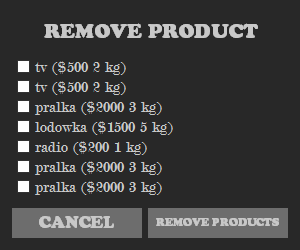 REMOVE PRODUCT
tv ($500 2 kg)
tv ($500 2 kg)
pralka ($2000 3 kg)
lodowka ($1500 5 kg)
radio ($200 1 kg)
pralka ($2000 3 kg)
pralka ($2000 3 kg)
CANCEL REMOVE PRODUCTS